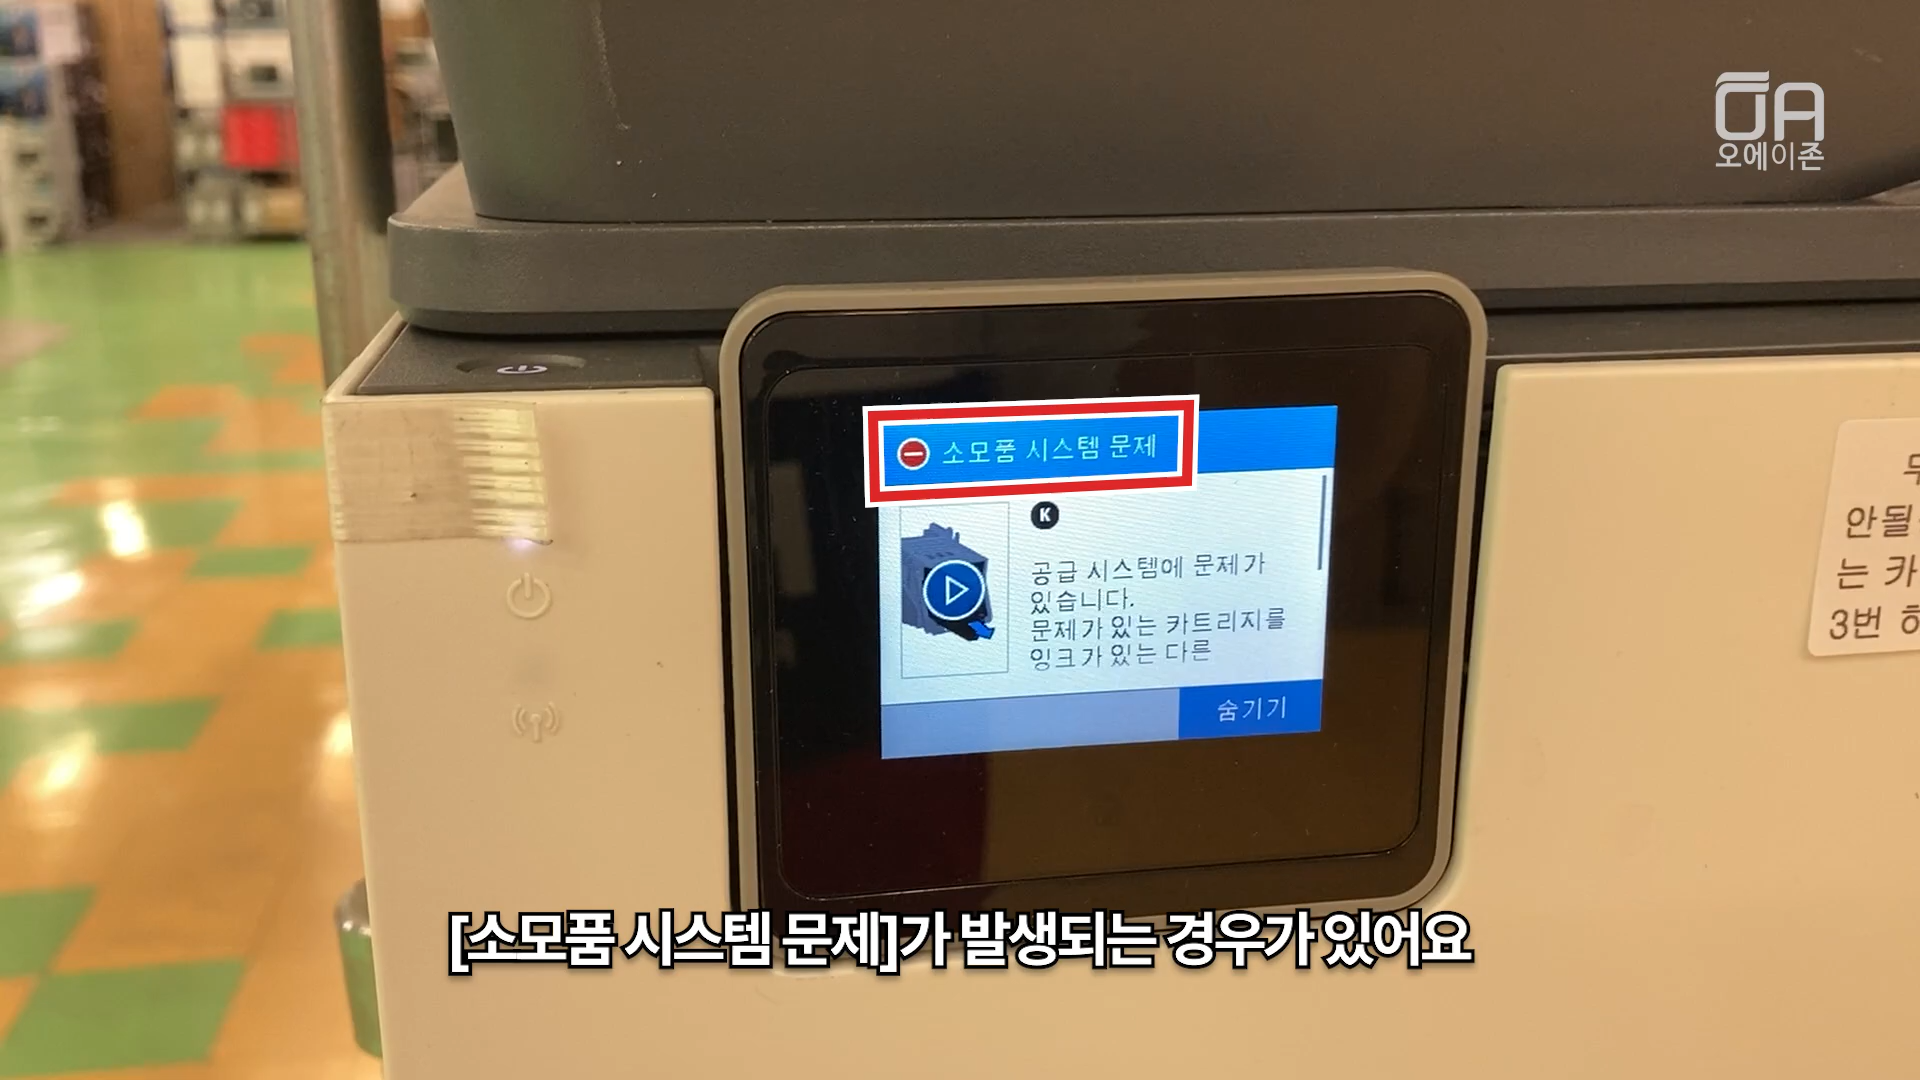 OA
오에이존
소모품 시스템 문제
K
공급 시스템에 문제가
있습니다.
문제가 있는 카트리지를
잉크가 있는 다른
숨기기
안될
는 카
3번
[소모품 시스템 문제]가 발생되는 경우가 있어요